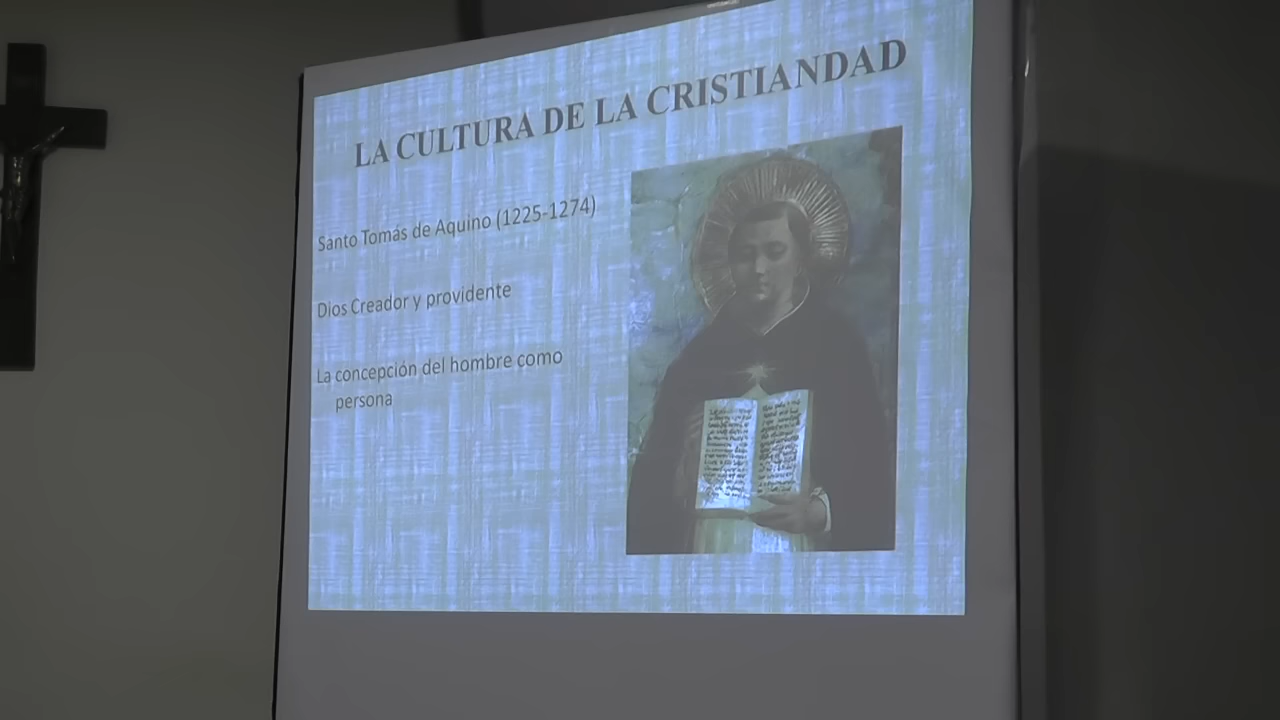 LA CULTURA DE LA CRISTIANDAD
Santo Tomás de Aquino (1225-1274)
Dios Creador y providente
La concepción del hombre como
persona